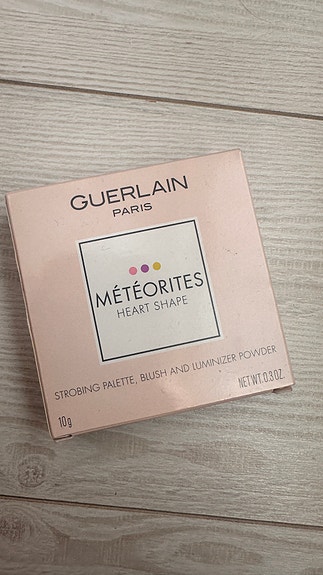 GUERLAIN
PARIS
MÉTÉORITES
HEART SHAPE
STROBING PALETTE, BLUSH AND LUMINIZER POWDER
10g
NET WT. 0.3 OZ.